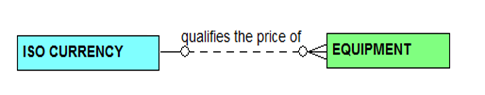 qualifies the price of
ISO CURRENCY
EQUIPMENT